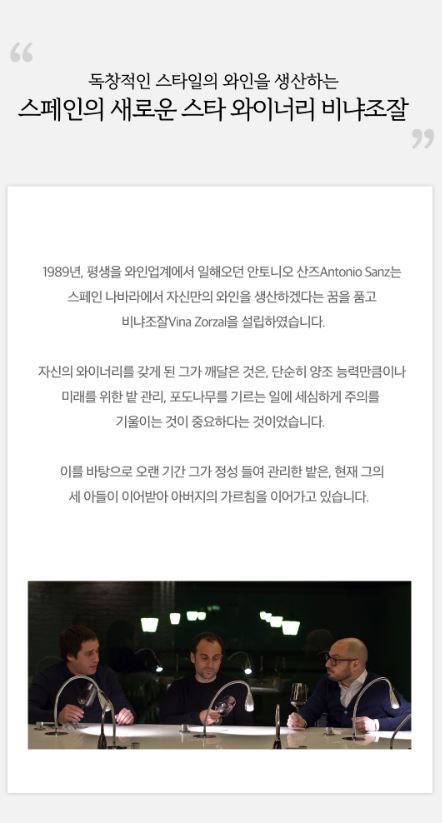 “
독창적인 스타일의 와인을 생산하는
스페인의 새로운 스타 와이너리 비냐조잘
”
1989년, 평생을 와인업계에서 일해오던 안토니오 산즈Antonio Sanz는
스페인 나바라에서 자신만의 와인을 생산하겠다는 꿈을 품고
비냐조잘Vina Zorzal을 설립하였습니다.
자신의 와이너리를 갖게 된 그가 깨달은 것은, 단순히 양조 능력만큼이나
미래를 위한 밭 관리, 포도나무를 기르는 일에 세심하게 주의를
기울이는 것이 중요하다는 것이었습니다.
이를 바탕으로 오랜 기간 그가 정성 들여 관리한 밭은, 현재 그의
세 아들이 이어받아 아버지의 가르침을 이어가고 있습니다.